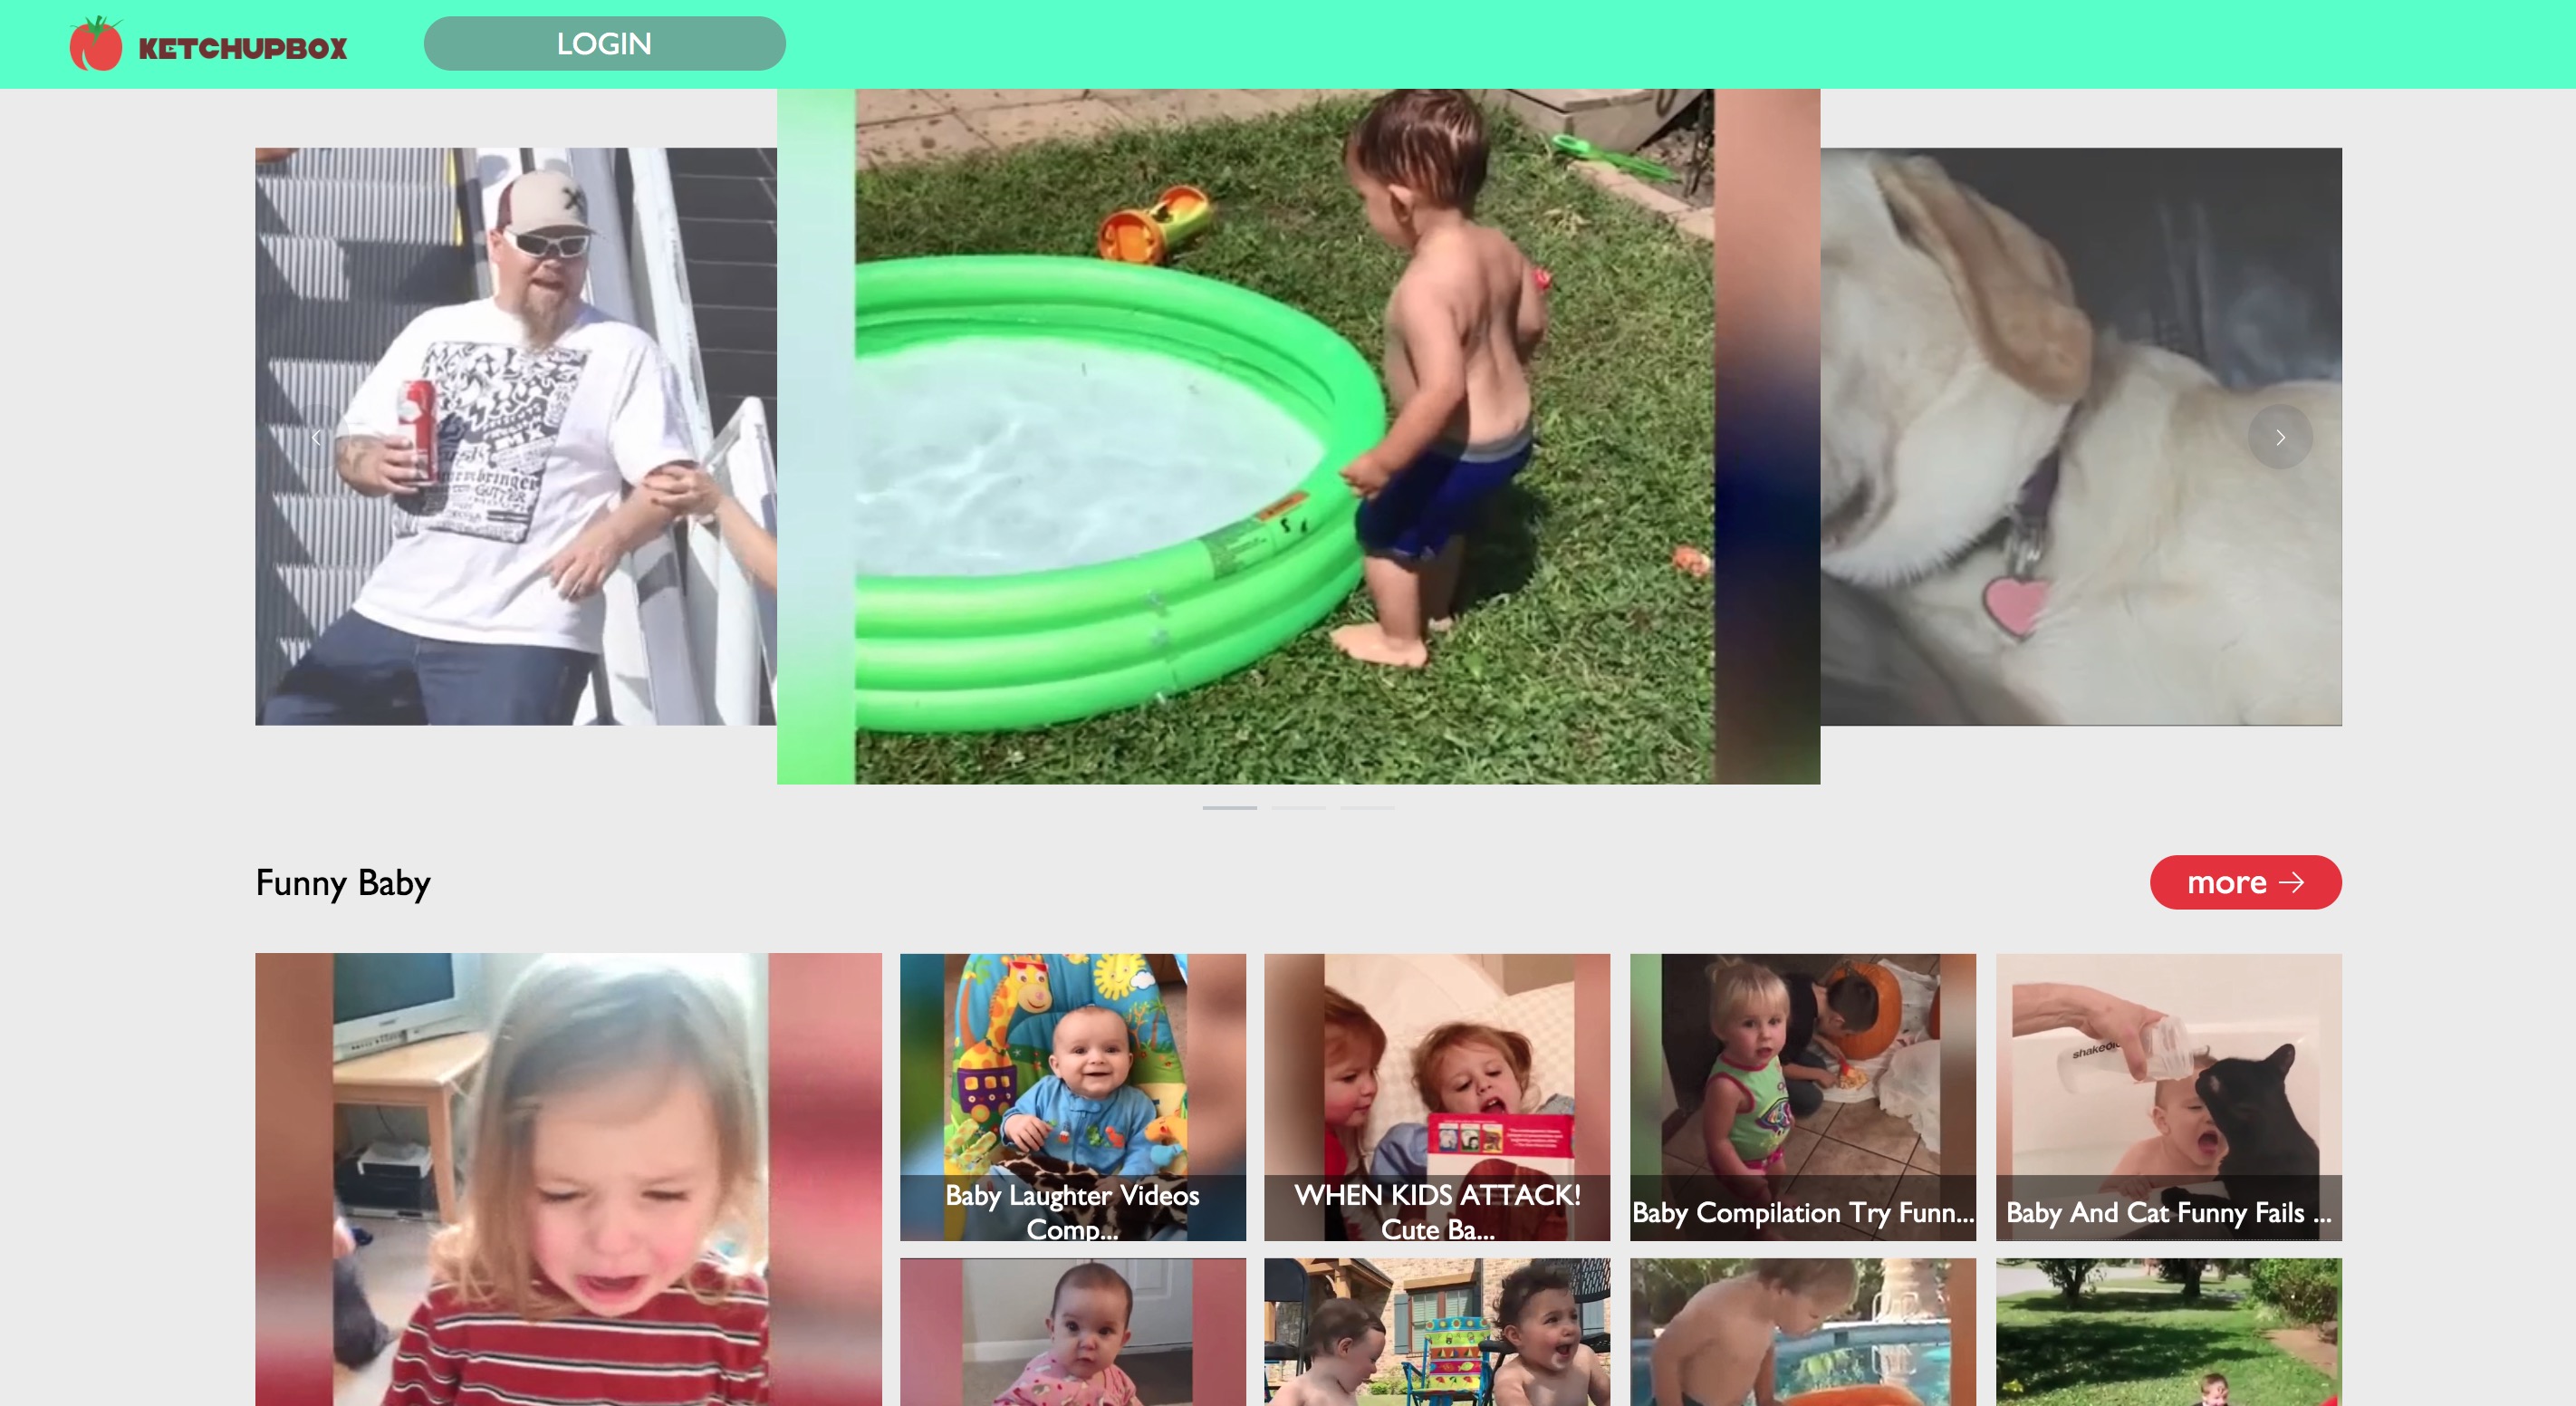 KETCHUPBOX
LOGIN
Funny Baby
more
Baby Laughter Videos
Comp...
WHEN KIDS ATTACK!
Cute Ba...
Baby Compilation Try Funn...
Baby And Cat Funny Fails ...